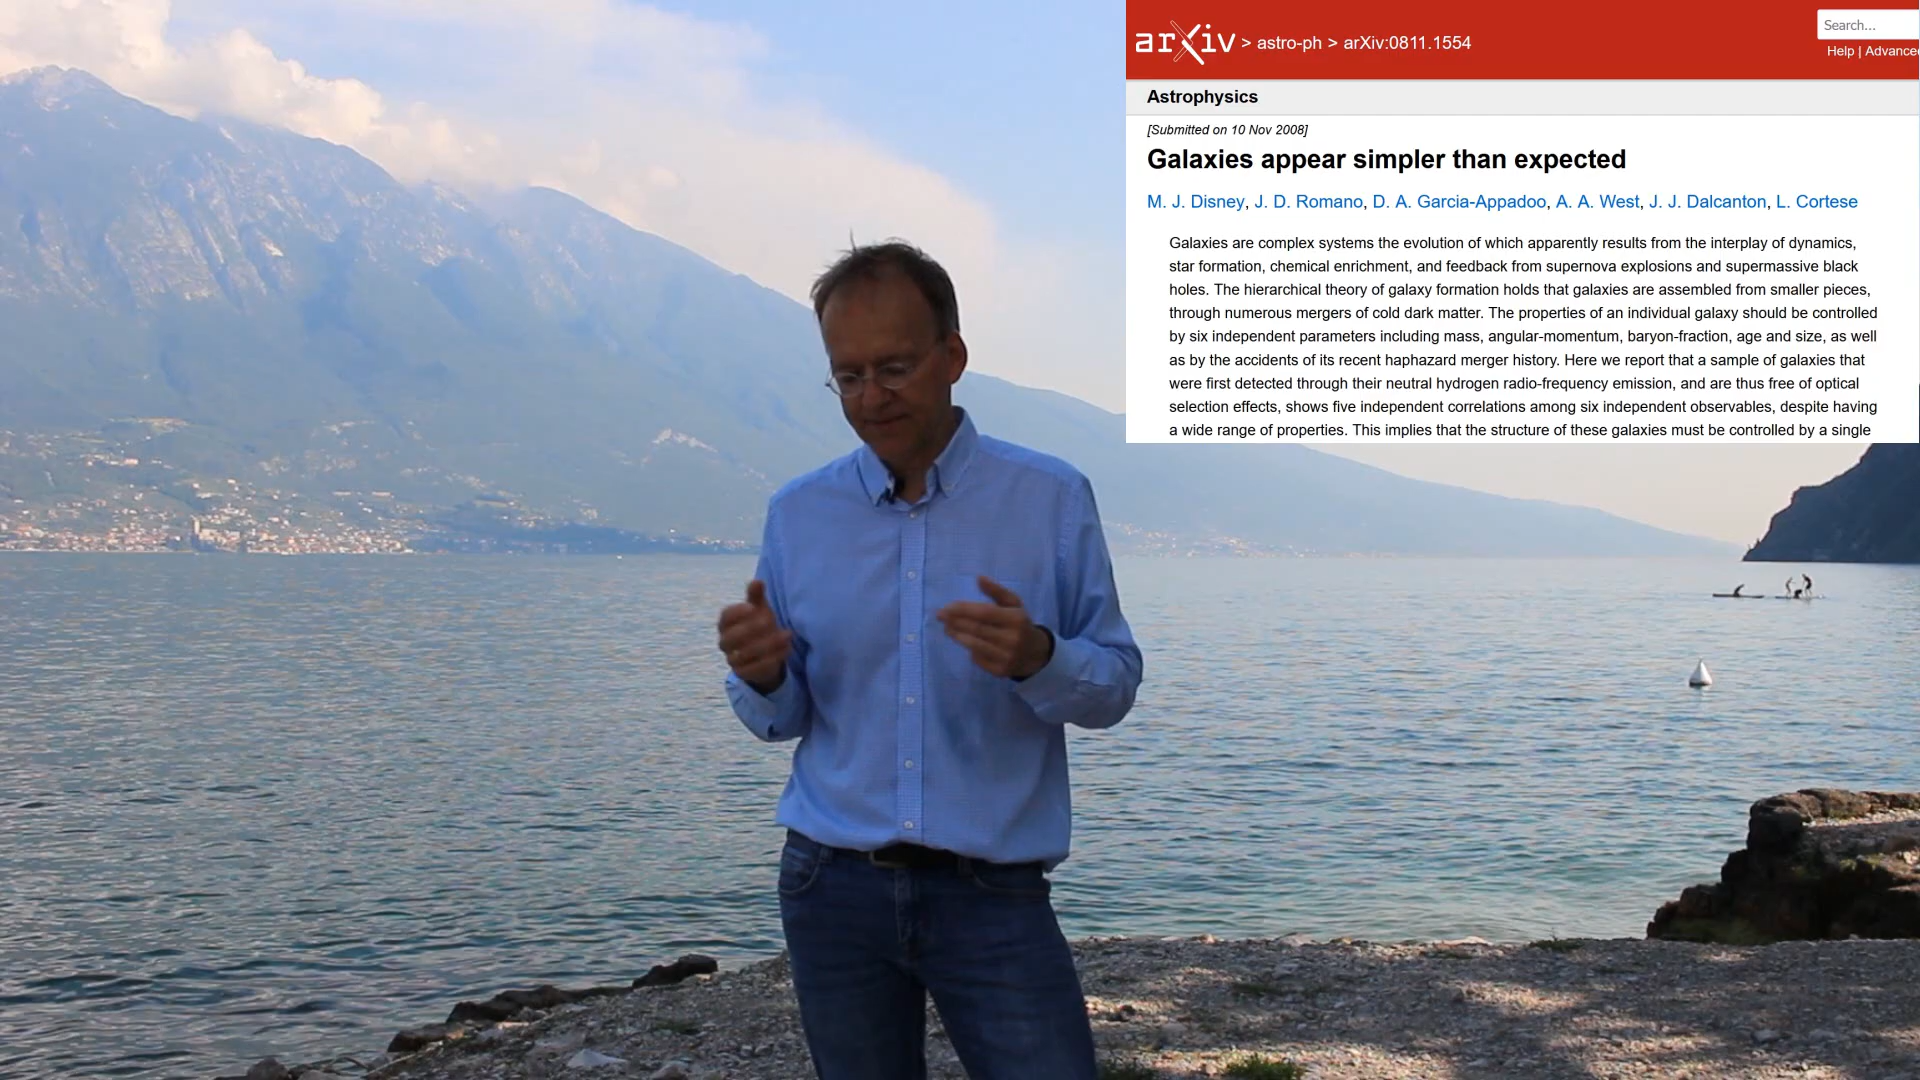 arXiv > astro-ph > arXiv:0811.1554
Search...
Help | Advance
Astrophysics
[Submitted on 10 Nov 2008]
Galaxies appear simpler than expected
M. J. Disney, J. D. Romano, D. A. Garcia-Appadoo, A. A. West, J. J. Dalcanton, L. Cortese
Galaxies are complex systems the evolution of which apparently results from the interplay of dynamics,
star formation, chemical enrichment, and feedback from supernova explosions and supermassive black
holes. The hierarchical theory of galaxy formation holds that galaxies are assembled from smaller pieces,
through numerous mergers of cold dark matter. The properties of an individual galaxy should be controlled
by six independent parameters including mass, angular-momentum, baryon-fraction, age and size, as well
as by the accidents of its recent haphazard merger history. Here we report that a sample of galaxies that
were first detected through their neutral hydrogen radio-frequency emission, and are thus free of optical
selection effects, shows five independent correlations among six independent observables, despite having
a wide range of properties. This implies that the structure of these galaxies must be controlled by a single